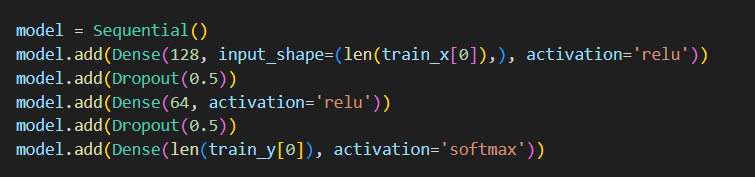 model = Sequential()
model.add(Dense(128, input_shape=(len(train_x[0]),), activation='relu'))
model.add(Dropout(0.5))
model.add(Dense(64, activation='relu'))
model.add(Dropout(0.5))
model.add(Dense(len(train_y[0]), activation='softmax'))